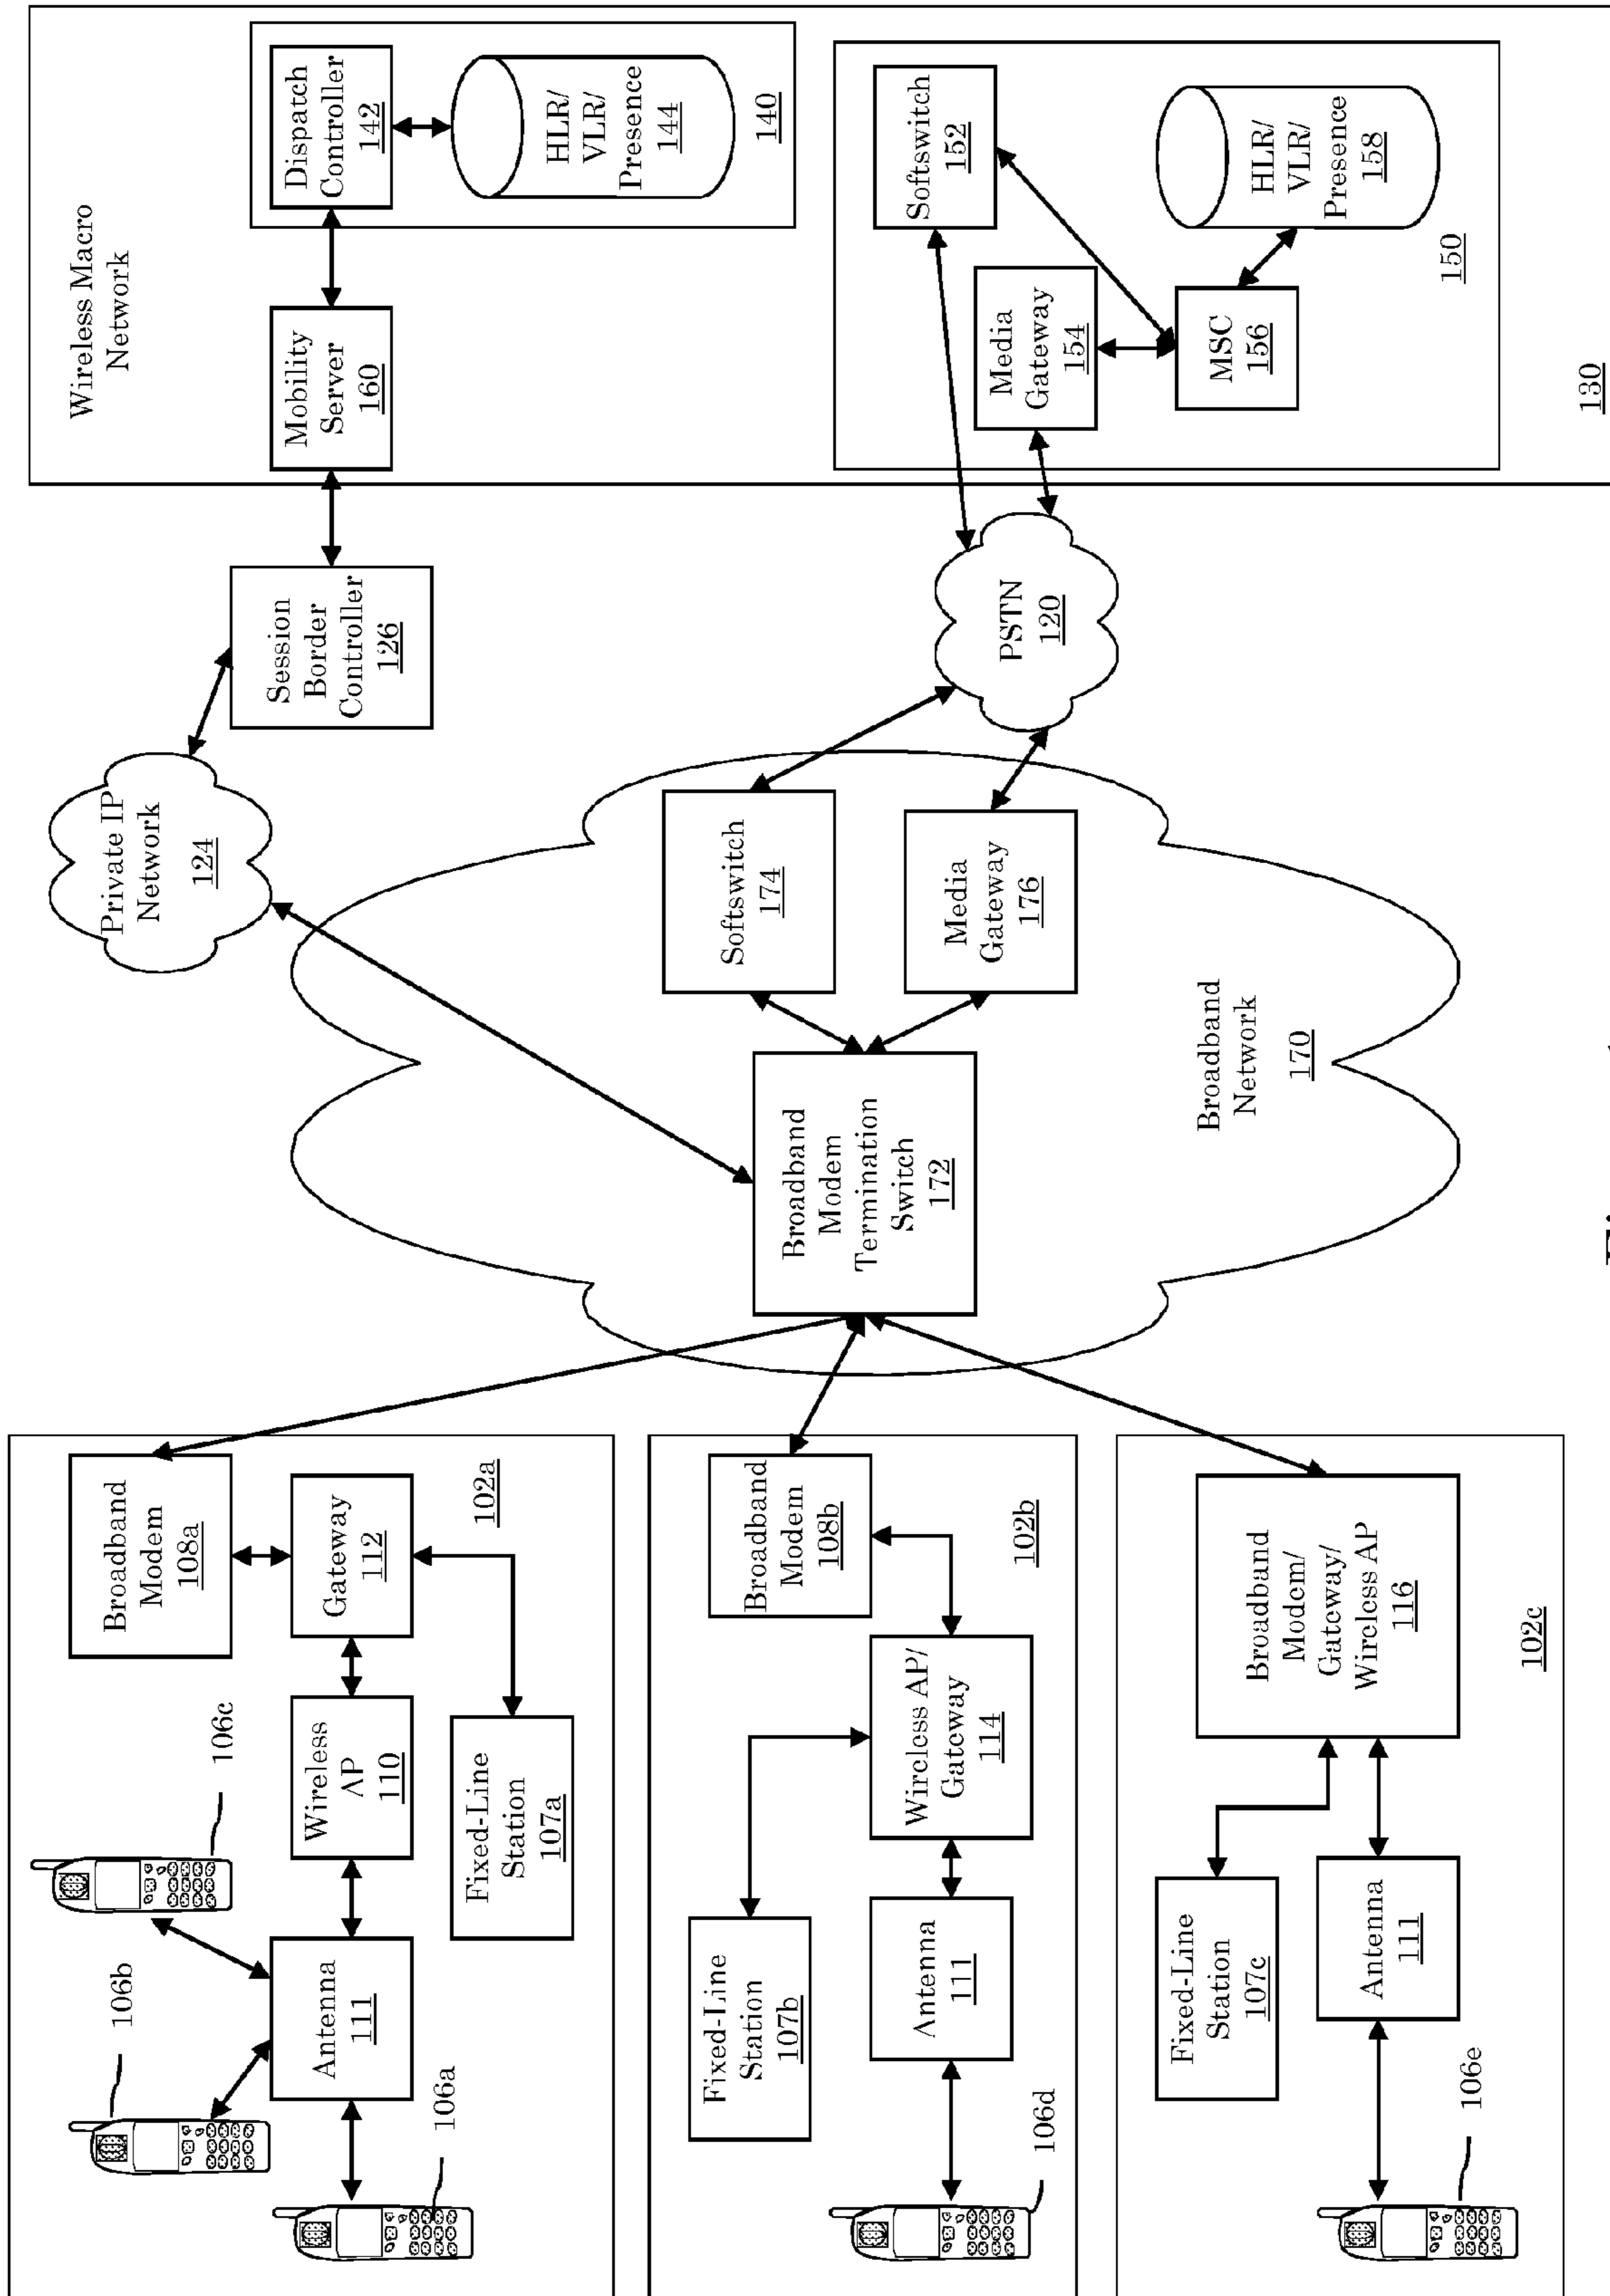 106b
106c
106a
Antenna
111
Wireless
AP
110
Gateway
112
Broadband
Modem
108a
Fixed-Line
Station
107a
102a
Fixed-Line
Station
107b
106d
Antenna
111
Wireless AP/
Gateway
114
Broadband
Modem
108b
102b
Fixed-Line
Station
107c
106e
Antenna
111
Broadband
Modem/
Gateway/
Wireless AP
116
102c
Private IP
Network
124
Session
Border
Controller
126
Broadband
Modem
Termination
Switch
172
Softswitch
174
Media
Gateway
176
Broadband
Network
170
PSTN
120
Wireless Macro
Network
Mobility
Server
160
Dispatch
Controller
142
HLR/
VLR/
Presence
144
140
Softswitch
152
Media
Gateway
154
MSC
156
HLR/
VLR/
Presence
158
150
130